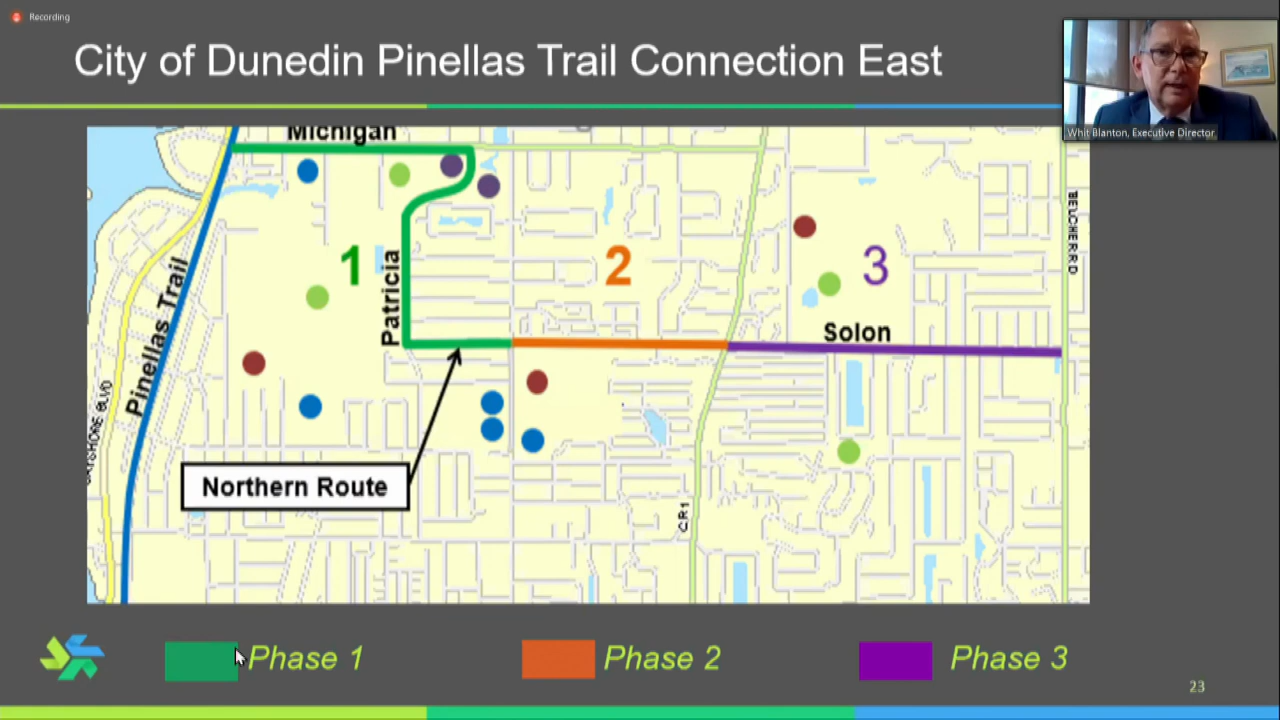 Recording
City of Dunedin Pinellas Trail Connection East
Whit Blanton, Executive Director
Michigan
BELCHER RD
1
2
3
Pinellas Trail
Patricia
Solon
Northern Route
CR 1
Phase 1
Phase 2
Phase 3
23